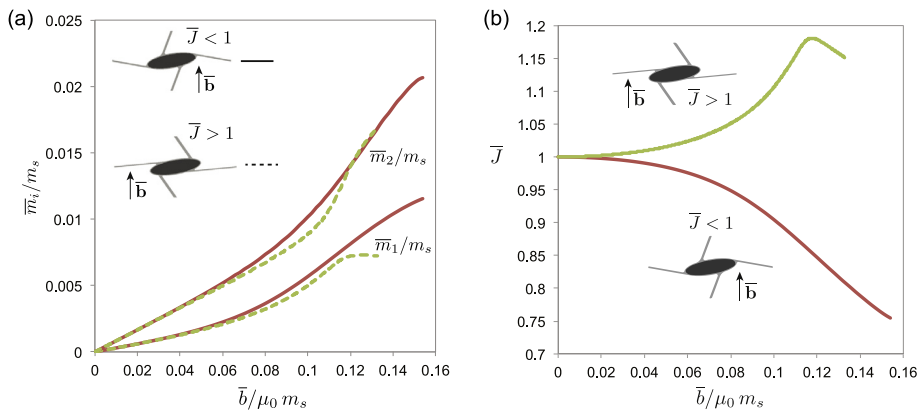 (a)
0.025
0.02
0.015
0.01
0.005
0
m̅ᵢ/mₛ
J̅ < 1
b̅
J̅ > 1
b̅
m̅₂/mₛ
m̅₁/mₛ
0 0.02 0.04 0.06 0.08 0.1 0.12 0.14 0.16
b̅/μ₀ mₛ
(b)
1.2
1.15
1.1
1.05
1
0.95
0.9
0.85
0.8
0.75
0.7
J̅
b̅
J̅ > 1
J̅ < 1
b̅
0 0.02 0.04 0.06 0.08 0.1 0.12 0.14 0.16
b̅/μ₀ mₛ